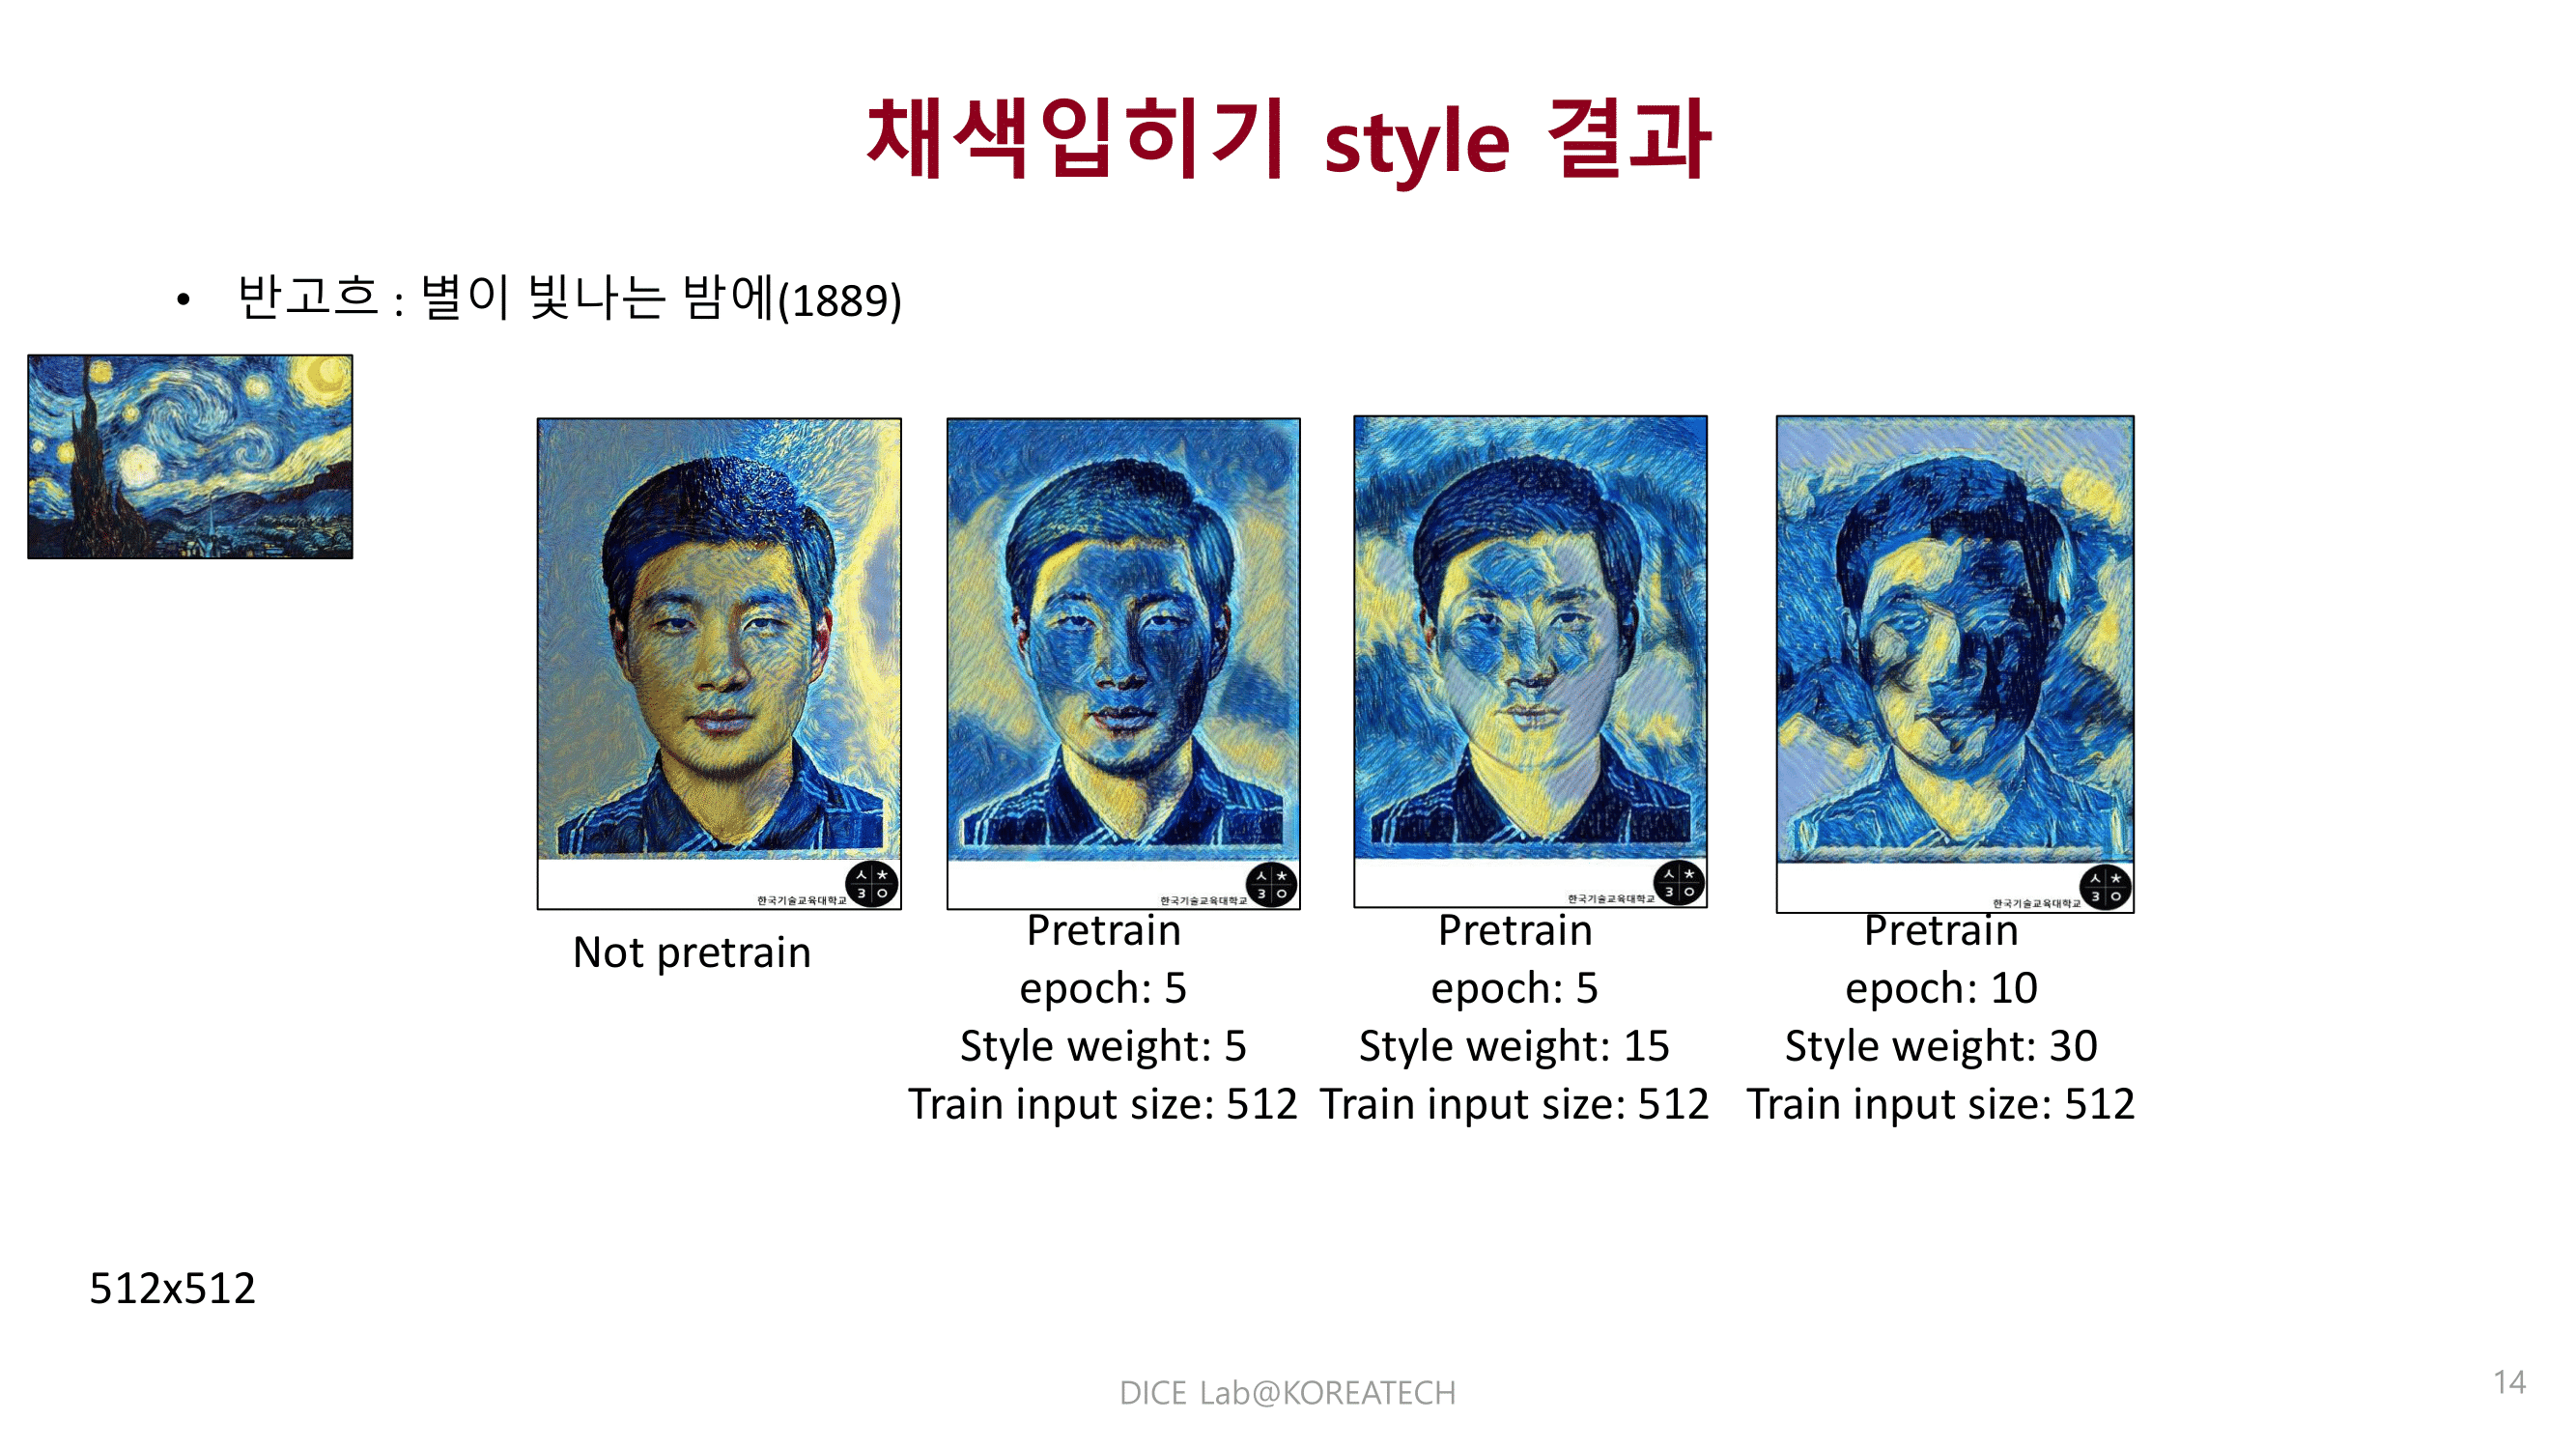 채색입히기 style 결과
• 반고흐 : 별이 빛나는 밤에(1889)
ㅅ ㅊ
3 ㅇ
한국기술교육대학교
ㅅ ㅊ
3 ㅇ
한국기술교육대학교
ㅅ ㅊ
3 ㅇ
한국기술교육대학교
ㅅ ㅊ
3 ㅇ
한국기술교육대학교
Not pretrain
Pretrain
epoch: 5
Style weight: 5
Train input size: 512
Pretrain
epoch: 5
Style weight: 15
Train input size: 512
Pretrain
epoch: 10
Style weight: 30
Train input size: 512
512x512
DICE Lab@KOREATECH
14